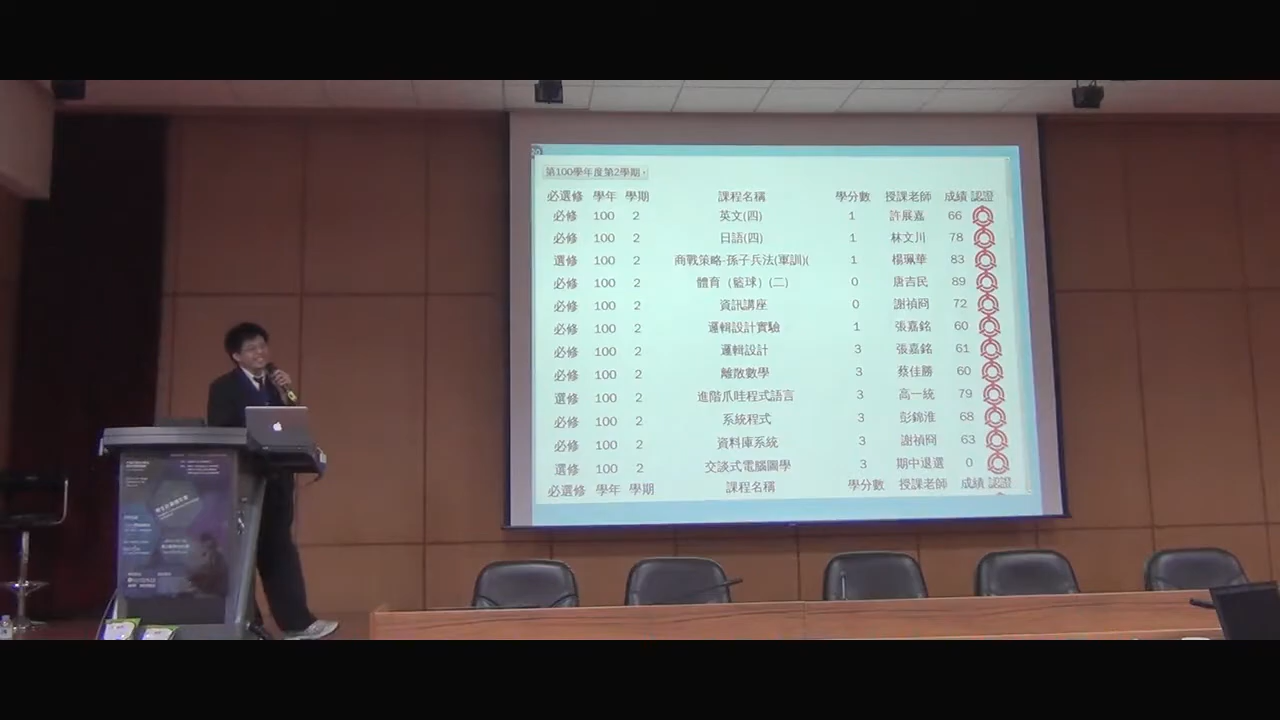 第100學年度第2學期
必選修 學年 學期 課程名稱 學分數 授課老師 成績 認證
必修 100 2 英文(四) 1 許展嘉 66
必修 100 2 日語(四) 1 林文川 78
選修 100 2 商戰策略-孫子兵法(軍訓)( 1 楊珮華 83
必修 100 2 體育（籃球）(二) 0 唐吉民 89
必修 100 2 資訊講座 0 謝禎冏 72
必修 100 2 邏輯設計實驗 1 張嘉銘 60
必修 100 2 邏輯設計 3 張嘉銘 61
必修 100 2 離散數學 3 蔡佳勝 60
選修 100 2 進階爪哇程式語言 3 高一統 79
必修 100 2 系統程式 3 彭錦淮 68
必修 100 2 資料庫系統 3 謝禎冏 63
選修 100 2 交談式電腦圖學 3 期中退選 0
必選修 學年 學期 課程名稱 學分數 授課老師 成績 認證